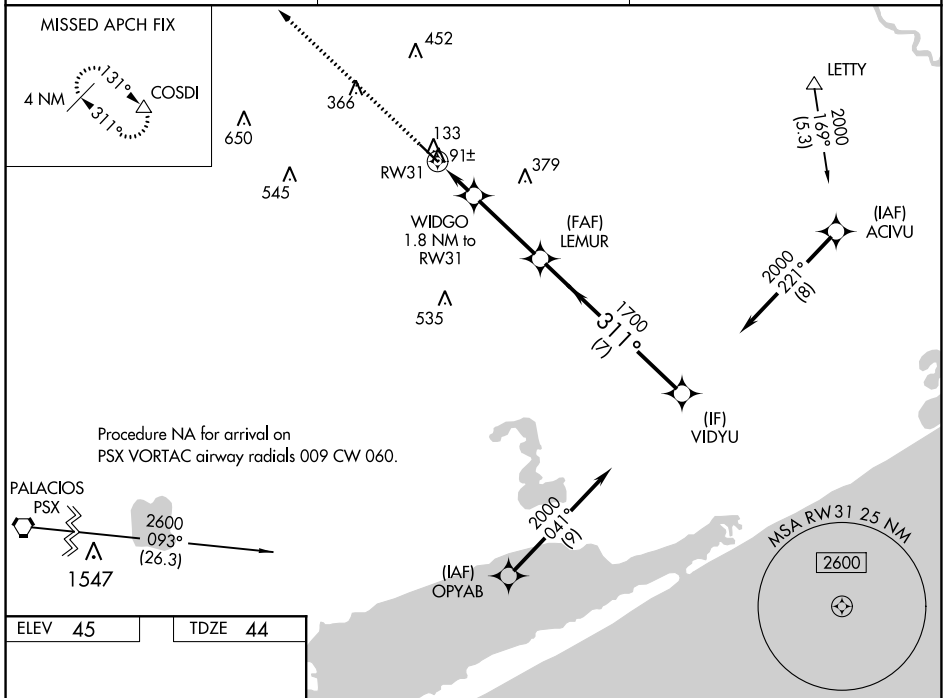 MISSED APCH FIX
4 NM
131°
COSDI
311°
452
366
650
545
133
91±
RW31
379
WIDGO
1.8 NM to
RW31
(FAF)
LEMUR
535
LETTY
2000
169°
(5.3)
(IAF)
ACIVU
2000
221°
(8)
1700
311°
(7)
(IF)
VIDYU
Procedure NA for arrival on
PSX VORTAC airway radials 009 CW 060.
PALACIOS
PSX
2600
093°
(26.3)
1547
2000
041°
(9)
(IAF)
OPYAB
MSA RW31 25 NM
2600
ELEV 45
TDZE 44